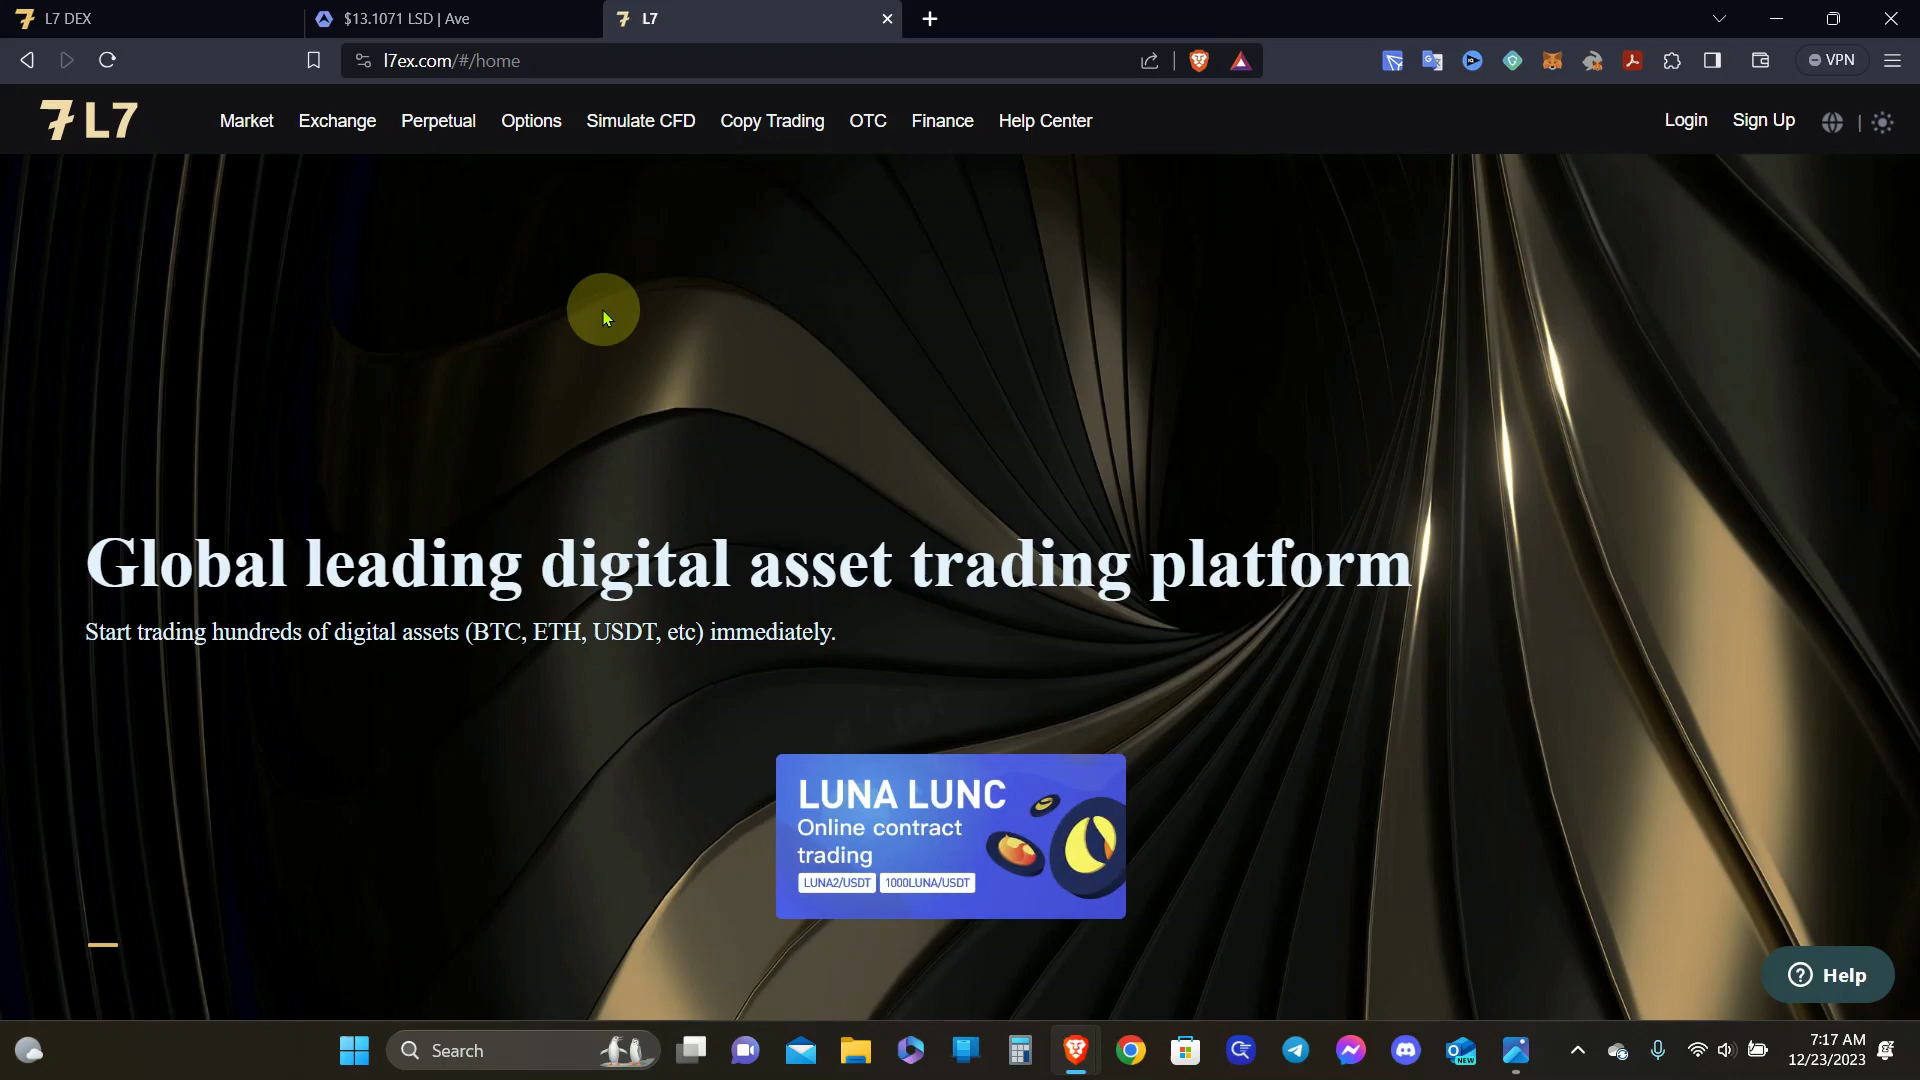 L7 DEX
$13.1071 LSD | Ave
L7
l7ex.com/#/home
VPN
L7
Market
Exchange
Perpetual
Options
Simulate CFD
Copy Trading
OTC
Finance
Help Center
Login
Sign Up
Global leading digital asset trading platform
Start trading hundreds of digital assets (BTC, ETH, USDT, etc) immediately.
LUNA LUNC
Online contract
trading
LUNA2/USDT
1000LUNA/USDT
Help
Search
7:17 AM
12/23/2023